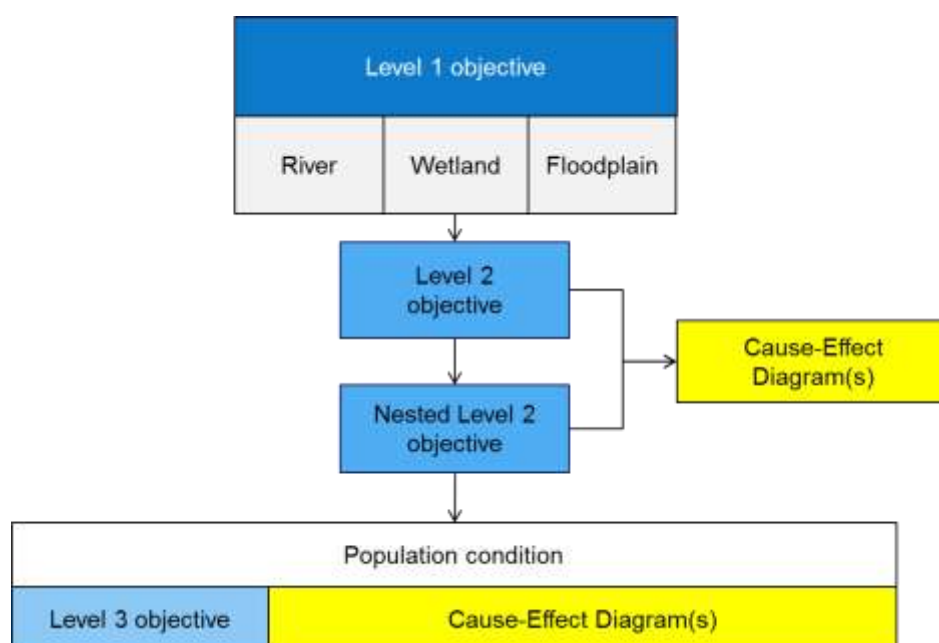 Level 1 objective
River
Wetland
Floodplain
Level 2
objective
Cause-Effect
Diagram(s)
Nested Level 2
objective
Population condition
Level 3 objective
Cause-Effect Diagram(s)